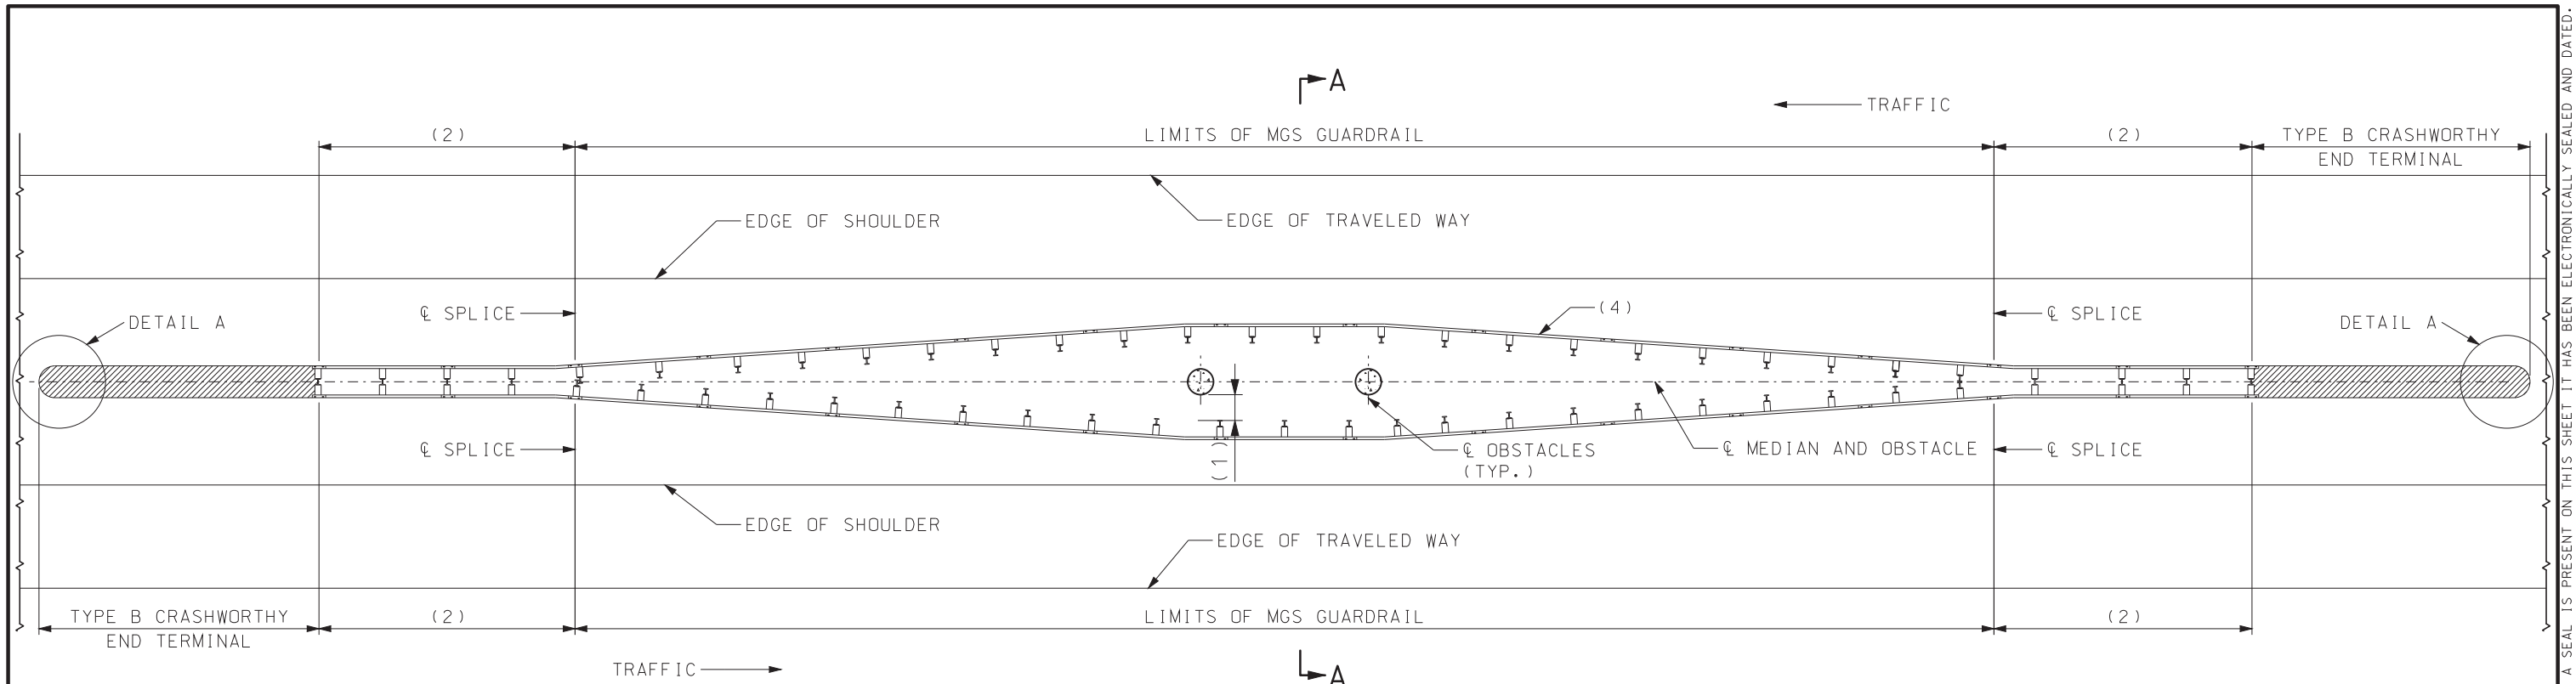 A
TRAFFIC
(2)
LIMITS OF MGS GUARDRAIL
(2)
TYPE B CRASHWORTHY
END TERMINAL
EDGE OF SHOULDER
EDGE OF TRAVELED WAY
DETAIL A
℄ SPLICE
(4)
℄ SPLICE
DETAIL A
(1)
℄ SPLICE
℄ OBSTACLES
(TYP.)
℄ MEDIAN AND OBSTACLE
℄ SPLICE
EDGE OF SHOULDER
EDGE OF TRAVELED WAY
TYPE B CRASHWORTHY
END TERMINAL
(2)
LIMITS OF MGS GUARDRAIL
(2)
TRAFFIC
A
A SEAL IS PRESENT ON THIS SHEET IT HAS BEEN ELECTRONICALLY SEALED AND DATED.